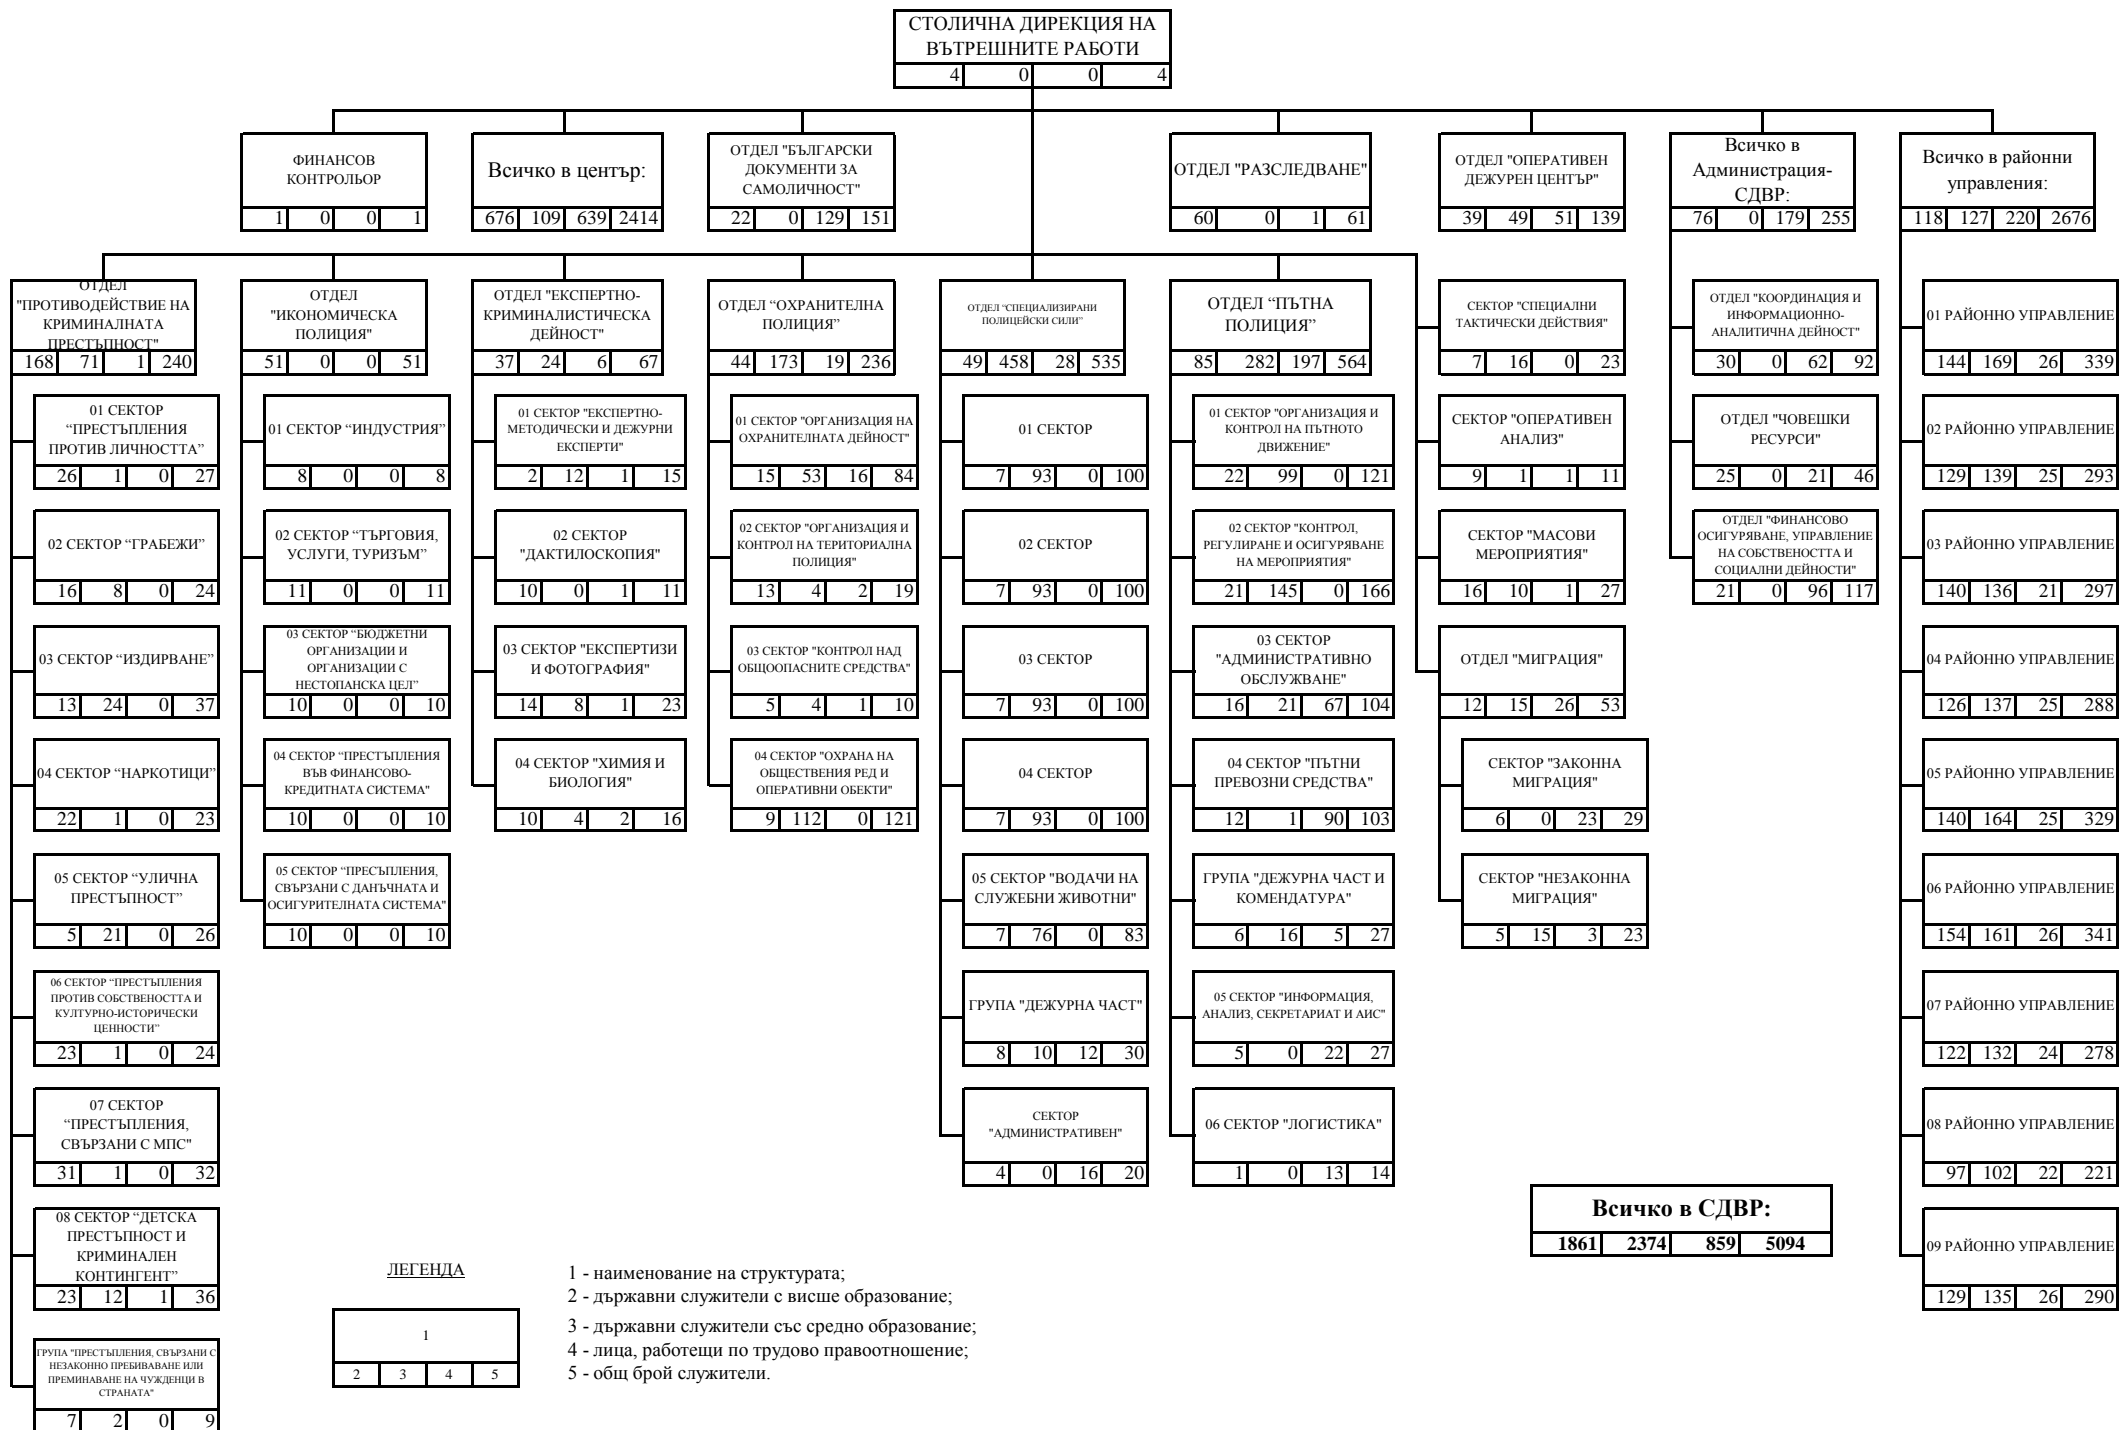 СТОЛИЧНА ДИРЕКЦИЯ НА
ВЪТРЕШНИТЕ РАБОТИ
4 0 0 4
ФИНАНСОВ
КОНТРОЛЬОР
1 0 0 1
Всичко в център:
676 109 639 2414
ОТДЕЛ "БЪЛГАРСКИ
ДОКУМЕНТИ ЗА
САМОЛИЧНОСТ"
22 0 129 151
ОТДЕЛ "РАЗСЛЕДВАНЕ"
60 0 1 61
ОТДЕЛ "ОПЕРАТИВЕН
ДЕЖУРЕН ЦЕНТЪР"
39 49 51 139
Всичко в
Администрация-
СДВР:
76 0 179 255
Всичко в районни
управления:
118 127 220 2676
ОТДЕЛ
"ПРОТИВОДЕЙСТВИЕ НА
КРИМИНАЛНАТА
ПРЕСТЪПНОСТ"
168 71 1 240
01 СЕКТОР
“ПРЕСТЪПЛЕНИЯ
ПРОТИВ ЛИЧНОСТТА”
26 1 0 27
02 СЕКТОР “ГРАБЕЖИ”
16 8 0 24
03 СЕКТОР “ИЗДИРВАНЕ”
13 24 0 37
04 СЕКТОР “НАРКОТИЦИ”
22 1 0 23
05 СЕКТОР “УЛИЧНА
ПРЕСТЪПНОСТ”
5 21 0 26
06 СЕКТОР “ПРЕСТЪПЛЕНИЯ
ПРОТИВ СОБСТВЕНОСТТА И
КУЛТУРНО-ИСТОРИЧЕСКИ
ЦЕННОСТИ”
23 1 0 24
07 СЕКТОР
“ПРЕСТЪПЛЕНИЯ,
СВЪРЗАНИ С МПС"
31 1 0 32
08 СЕКТОР “ДЕТСКА
ПРЕСТЪПНОСТ И
КРИМИНАЛЕН
КОНТИНГЕНТ”
23 12 1 36
ГРУПА "ПРЕСТЪПЛЕНИЯ, СВЪРЗАНИ С
НЕЗАКОННО ПРЕБИВАВАНЕ ИЛИ
ПРЕМИНАВАНЕ НА ЧУЖДЕНЦИ В
СТРАНАТА"
7 2 0 9
ОТДЕЛ
"ИКОНОМИЧЕСКА
ПОЛИЦИЯ"
51 0 0 51
01 СЕКТОР “ИНДУСТРИЯ”
8 0 0 8
02 СЕКТОР “ТЪРГОВИЯ,
УСЛУГИ, ТУРИЗЪМ”
11 0 0 11
03 СЕКТОР “БЮДЖЕТНИ
ОРГАНИЗАЦИИ И
ОРГАНИЗАЦИИ С
НЕСТОПАНСКА ЦЕЛ”
10 0 0 10
04 СЕКТОР “ПРЕСТЪПЛЕНИЯ
ВЪВ ФИНАНСОВО-
КРЕДИТНАТА СИСТЕМА"
10 0 0 10
05 СЕКТОР “ПРЕСЪПЛЕНИЯ,
СВЪРЗАНИ С ДАНЪЧНАТА И
ОСИГУРИТЕЛНАТА СИСТЕМА"
10 0 0 10
ОТДЕЛ "ЕКСПЕРТНО-
КРИМИНАЛИСТИЧЕСКА
ДЕЙНОСТ"
37 24 6 67
01 СЕКТОР "ЕКСПЕРТНО-
МЕТОДИЧЕСКИ И ДЕЖУРНИ
ЕКСПЕРТИ"
2 12 1 15
02 СЕКТОР
"ДАКТИЛОСКОПИЯ"
10 0 1 11
03 СЕКТОР "ЕКСПЕРТИЗИ
И ФОТОГРАФИЯ"
14 8 1 23
04 СЕКТОР "ХИМИЯ И
БИОЛОГИЯ"
10 4 2 16
ОТДЕЛ “ОХРАНИТЕЛНА
ПОЛИЦИЯ”
44 173 19 236
01 СЕКТОР "ОРГАНИЗАЦИЯ НА
ОХРАНИТЕЛНАТА ДЕЙНОСТ"
15 53 16 84
02 СЕКТОР "ОРГАНИЗАЦИЯ И
КОНТРОЛ НА ТЕРИТОРИАЛНА
ПОЛИЦИЯ"
13 4 2 19
03 СЕКТОР "КОНТРОЛ НАД
ОБЩООПАСНИТЕ СРЕДСТВА"
5 4 1 10
04 СЕКТОР "ОХРАНА НА
ОБЩЕСТВЕНИЯ РЕД И
ОПЕРАТИВНИ ОБЕКТИ"
9 112 0 121
ОТДЕЛ “СПЕЦИАЛИЗИРАНИ
ПОЛИЦЕЙСКИ СИЛИ”
49 458 28 535
01 СЕКТОР
7 93 0 100
02 СЕКТОР
7 93 0 100
03 СЕКТОР
7 93 0 100
04 СЕКТОР
7 93 0 100
05 СЕКТОР "ВОДАЧИ НА
СЛУЖЕБНИ ЖИВОТНИ"
7 76 0 83
ГРУПА "ДЕЖУРНА ЧАСТ"
8 10 12 30
СЕКТОР
"АДМИНИСТРАТИВЕН"
4 0 16 20
ОТДЕЛ “ПЪТНА
ПОЛИЦИЯ”
85 282 197 564
01 СЕКТОР "ОРГАНИЗАЦИЯ И
КОНТРОЛ НА ПЪТНОТО
ДВИЖЕНИЕ"
22 99 0 121
02 СЕКТОР "КОНТРОЛ,
РЕГУЛИРАНЕ И ОСИГУРЯВАНЕ
НА МЕРОПРИЯТИЯ"
21 145 0 166
03 СЕКТОР
"АДМИНИСТРАТИВНО
ОБСЛУЖВАНЕ"
16 21 67 104
04 СЕКТОР "ПЪТНИ
ПРЕВОЗНИ СРЕДСТВА"
12 1 90 103
ГРУПА "ДЕЖУРНА ЧАСТ И
КОМЕНДАТУРА"
6 16 5 27
05 СЕКТОР "ИНФОРМАЦИЯ,
АНАЛИЗ, СЕКРЕТАРИАТ И АИС"
5 0 22 27
06 СЕКТОР "ЛОГИСТИКА"
1 0 13 14
СЕКТОР "СПЕЦИАЛНИ
ТАКТИЧЕСКИ ДЕЙСТВИЯ"
7 16 0 23
СЕКТОР "ОПЕРАТИВЕН
АНАЛИЗ"
9 1 1 11
СЕКТОР "МАСОВИ
МЕРОПРИЯТИЯ"
16 10 1 27
ОТДЕЛ "МИГРАЦИЯ"
12 15 26 53
СЕКТОР "ЗАКОННА
МИГРАЦИЯ"
6 0 23 29
СЕКТОР "НЕЗАКОННА
МИГРАЦИЯ"
5 15 3 23
ОТДЕЛ "КООРДИНАЦИЯ И
ИНФОРМАЦИОННО-
АНАЛИТИЧНА ДЕЙНОСТ"
30 0 62 92
ОТДЕЛ "ЧОВЕШКИ
РЕСУРСИ"
25 0 21 46
ОТДЕЛ "ФИНАНСОВО
ОСИГУРЯВАНЕ, УПРАВЛЕНИЕ
НА СОБСТВЕНОСТТА И
СОЦИАЛНИ ДЕЙНОСТИ"
21 0 96 117
01 РАЙОННО УПРАВЛЕНИЕ
144 169 26 339
02 РАЙОННО УПРАВЛЕНИЕ
129 139 25 293
03 РАЙОННО УПРАВЛЕНИЕ
140 136 21 297
04 РАЙОННО УПРАВЛЕНИЕ
126 137 25 288
05 РАЙОННО УПРАВЛЕНИЕ
140 164 25 329
06 РАЙОННО УПРАВЛЕНИЕ
154 161 26 341
07 РАЙОННО УПРАВЛЕНИЕ
122 132 24 278
08 РАЙОННО УПРАВЛЕНИЕ
97 102 22 221
09 РАЙОННО УПРАВЛЕНИЕ
129 135 26 290
Всичко в СДВР:
1861 2374 859 5094
ЛЕГЕНДА
1
2 3 4 5
1 - наименование на структурата;
2 - държавни служители с висше образование;
3 - държавни служители със средно образование;
4 - лица, работещи по трудово правоотношение;
5 - общ брой служители.